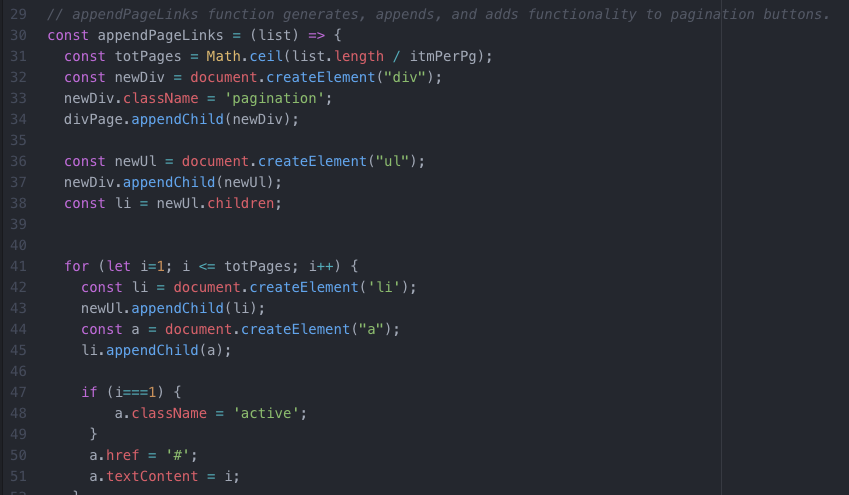 29 // appendPageLinks function generates, appends, and adds functionality to pagination buttons.
30 const appendPageLinks = (list) => {
31 const totPages = Math.ceil(list.length / itmPerPg);
32 const newDiv = document.createElement("div");
33 newDiv.className = 'pagination';
34 divPage.appendChild(newDiv);
35
36 const newUl = document.createElement("ul");
37 newDiv.appendChild(newUl);
38 const li = newUl.children;
39
40
41 for (let i=1; i <= totPages; i++) {
42 const li = document.createElement('li');
43 newUl.appendChild(li);
44 const a = document.createElement("a");
45 li.appendChild(a);
46
47 if (i===1) {
48 a.className = 'active';
49 }
50 a.href = '#';
51 a.textContent = i;